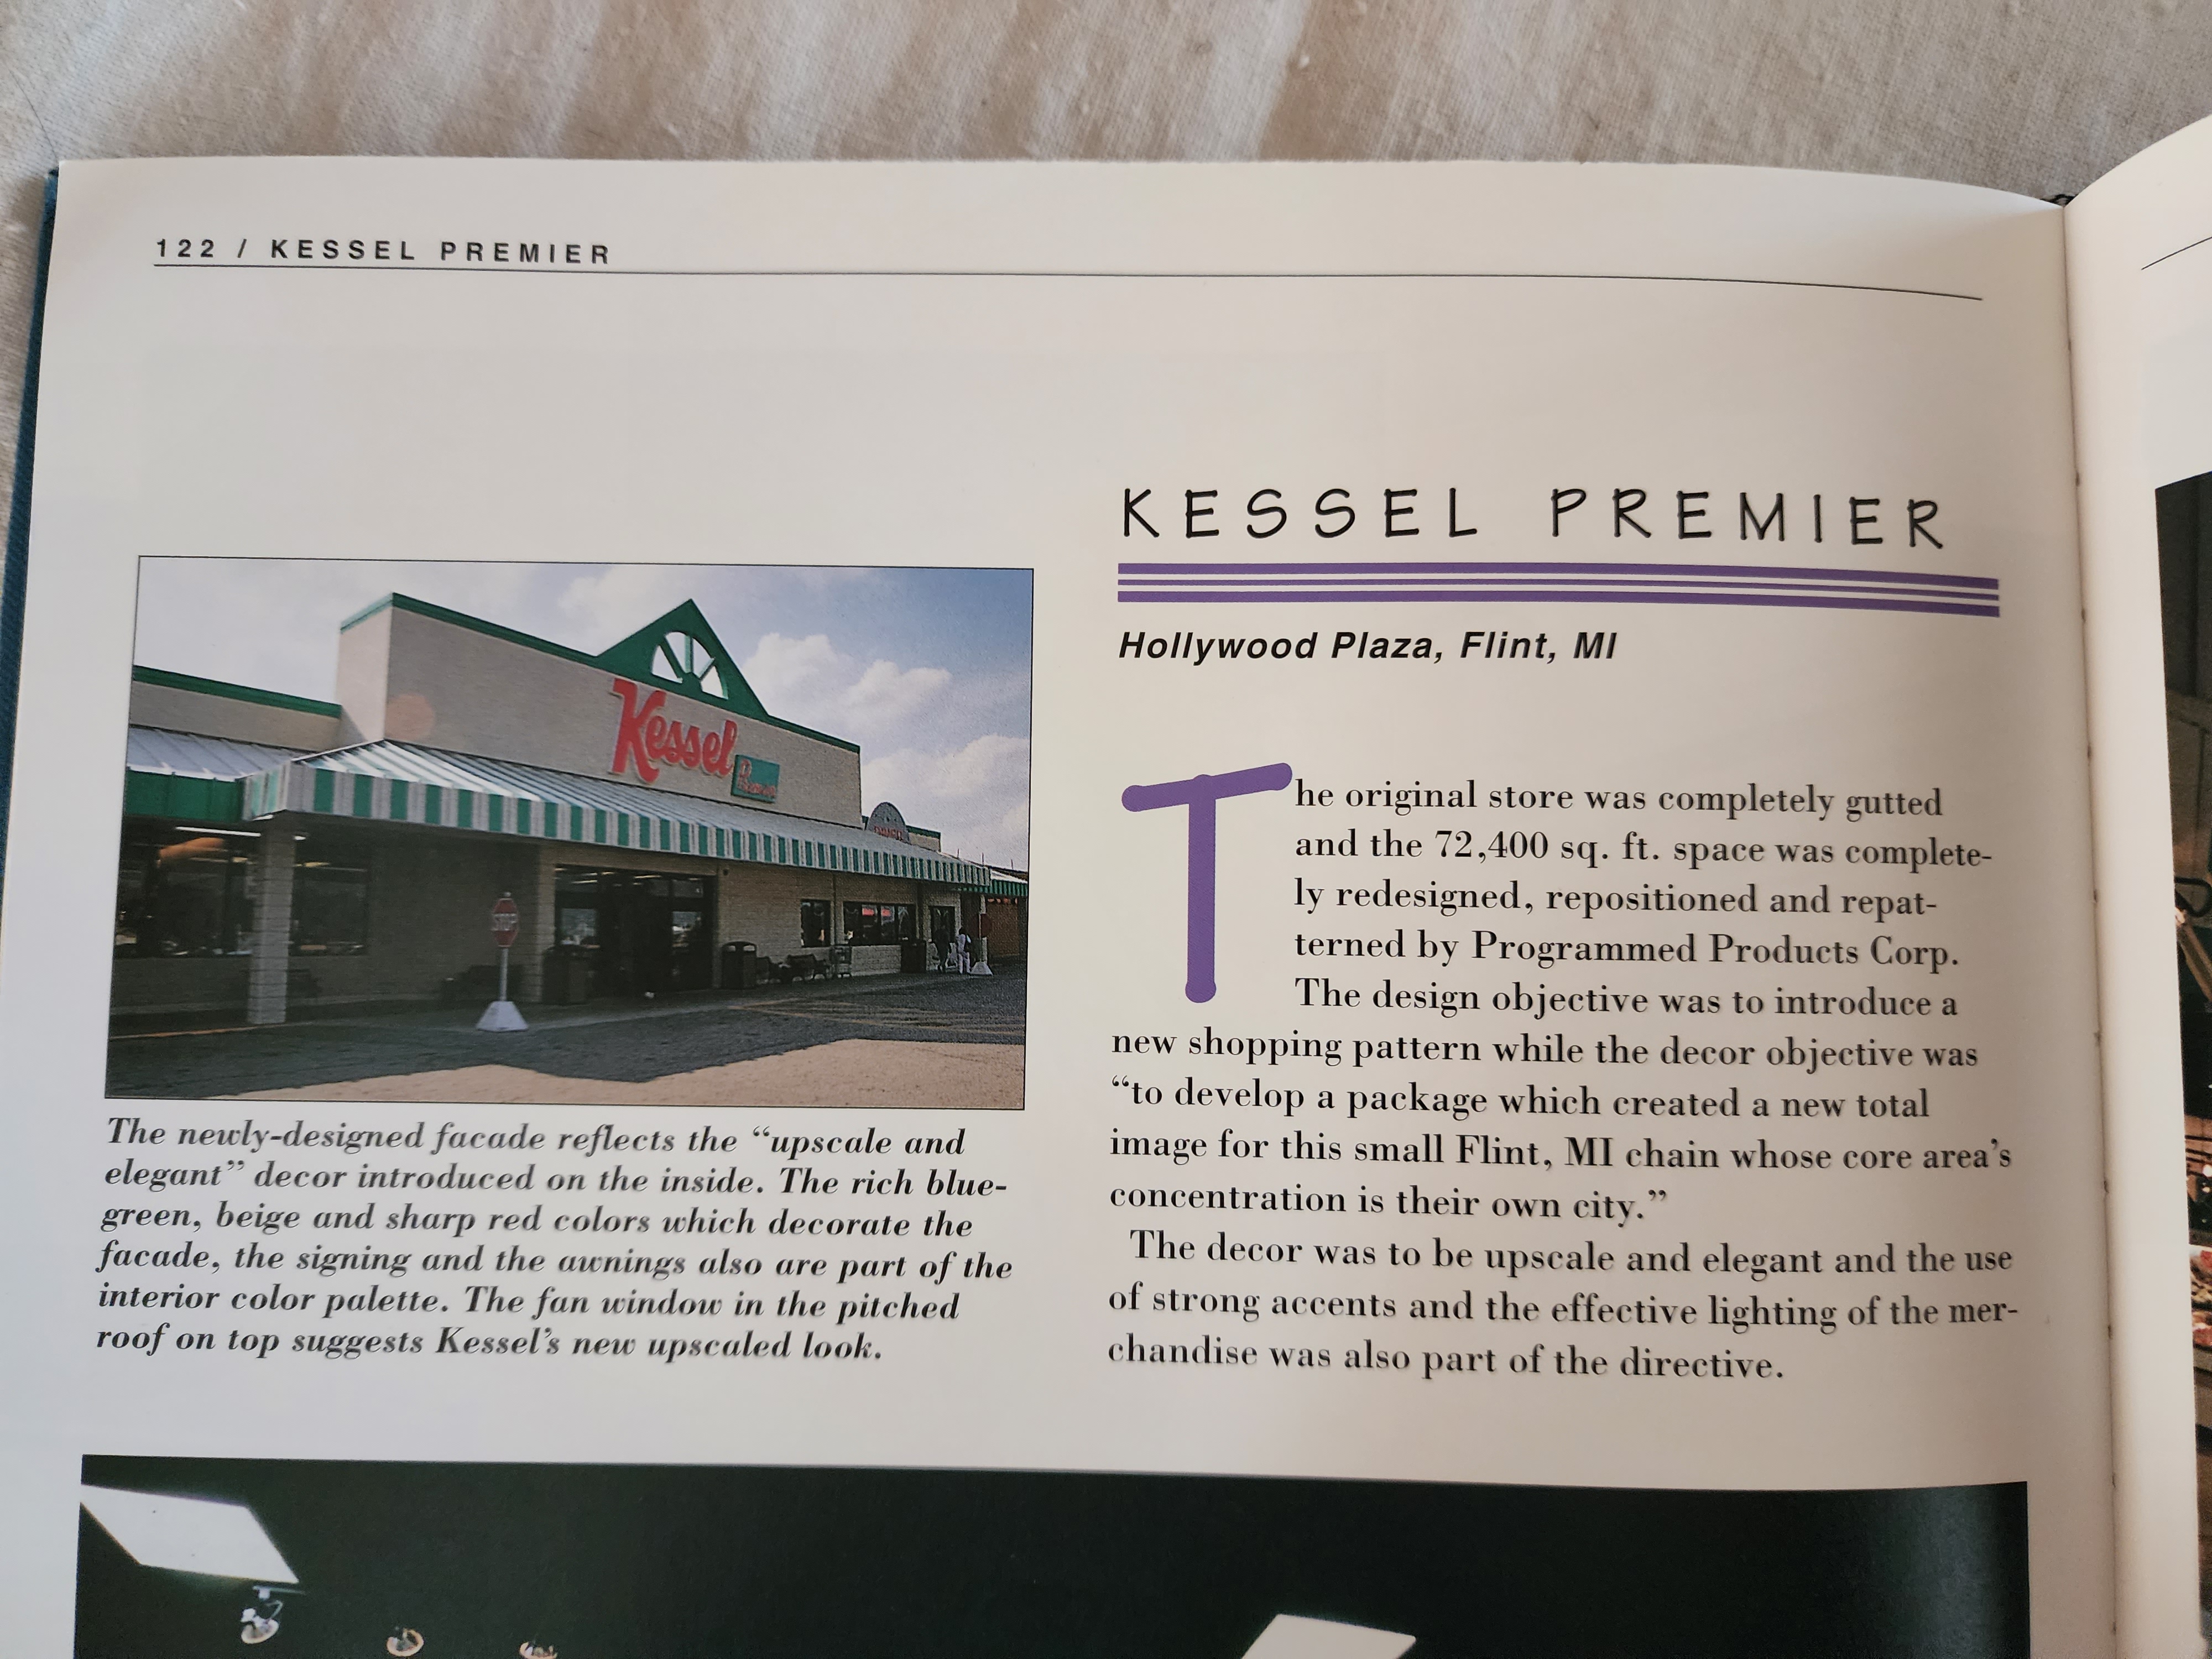 122 / KESSEL PREMIER
KESSEL PREMIER
Hollywood Plaza, Flint, MI
Kessel
STOP
The newly-designed facade reflects the “upscale and
elegant” decor introduced on the inside. The rich blue-
green, beige and sharp red colors which decorate the
facade, the signing and the awnings also are part of the
interior color palette. The fan window in the pitched
roof on top suggests Kessel’s new upscaled look.
The original store was completely gutted
and the 72,400 sq. ft. space was complete-
ly redesigned, repositioned and repat-
terned by Programmed Products Corp.
The design objective was to introduce a
new shopping pattern while the decor objective was
“to develop a package which created a new total
image for this small Flint, MI chain whose core area’s
concentration is their own city.”
The decor was to be upscale and elegant and the use
of strong accents and the effective lighting of the mer-
chandise was also part of the directive.